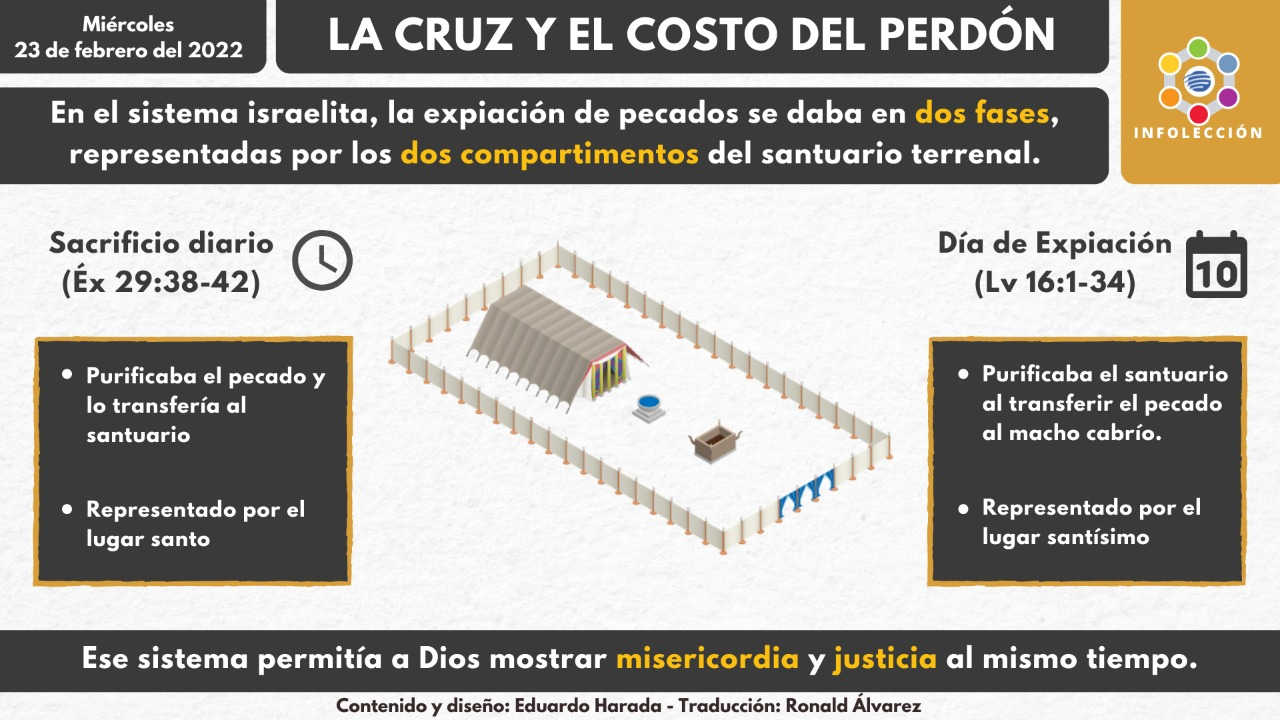 Miércoles
23 de febrero del 2022
LA CRUZ Y EL COSTO DEL PERDÓN
En el sistema israelita, la expiación de pecados se daba en dos fases,
representadas por los dos compartimentos del santuario terrenal.
INFOLECCIÓN
Sacrificio diario
(Éx 29:38-42)
• Purificaba el pecado y
lo transfería al
santuario
• Representado por el
lugar santo
Día de Expiación
(Lv 16:1-34)
10
• Purificaba el santuario
al transferir el pecado
al macho cabrío.
• Representado por el
lugar santísimo
Ese sistema permitía a Dios mostrar misericordia y justicia al mismo tiempo.
Contenido y diseño: Eduardo Harada - Traducción: Ronald Álvarez